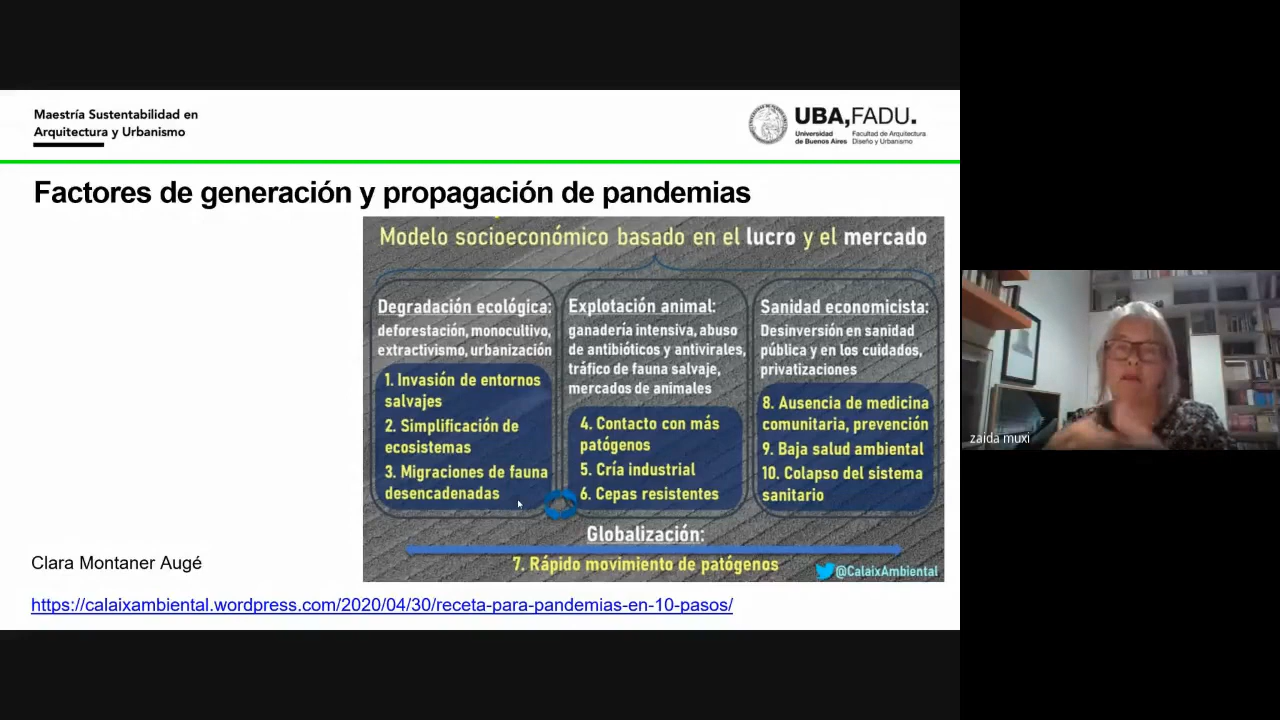 Maestría Sustentabilidad en
Arquitectura y Urbanismo
UBA,FADU.
Universidad
de Buenos Aires
Facultad de Arquitectura
Diseño y Urbanismo
Factores de generación y propagación de pandemias
Modelo socioeconómico basado en el lucro y el mercado
Degradación ecológica:
deforestación, monocultivo,
extractivismo, urbanización
1. Invasión de entornos
salvajes
2. Simplificación de
ecosistemas
3. Migraciones de fauna
desencadenadas
Explotación animal:
ganadería intensiva, abuso
de antibióticos y antivirales,
tráfico de fauna salvaje,
mercados de animales
4. Contacto con más
patógenos
5. Cría industrial
6. Cepas resistentes
Sanidad economicista:
Desinversión en sanidad
pública y en los cuidados,
privatizaciones
8. Ausencia de medicina
comunitaria, prevención
9. Baja salud ambiental
10. Colapso del sistema
sanitario
Globalización:
7. Rápido movimiento de patógenos
@CalaixAmbiental
Clara Montaner Augé
https://calaixambiental.wordpress.com/2020/04/30/receta-para-pandemias-en-10-pasos/
zaida muxi